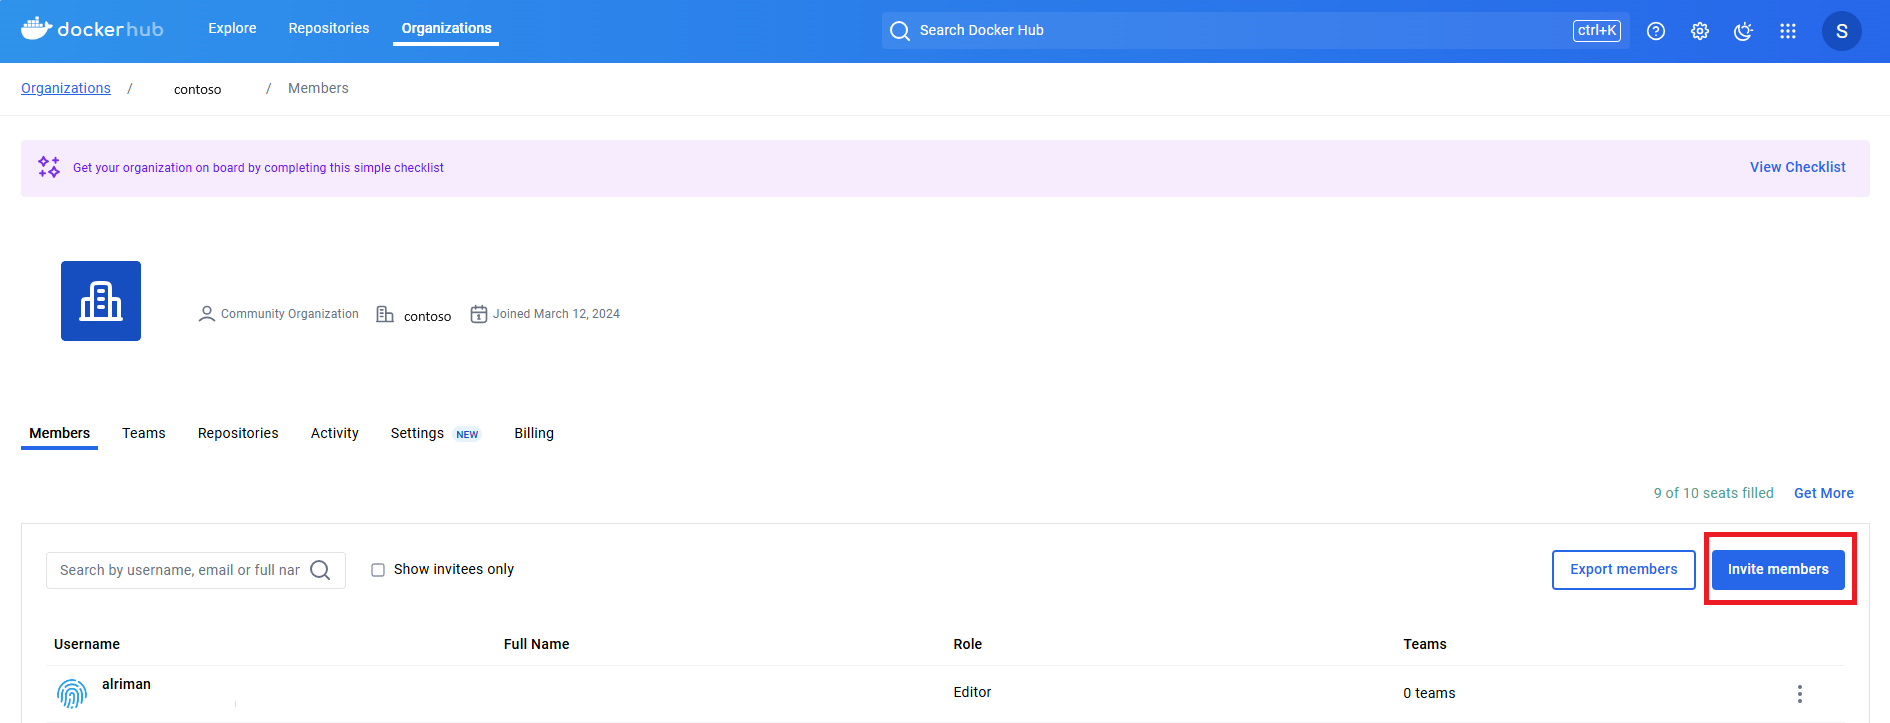 docker hub Explore Repositories Organizations Search Docker Hub ctrl+K S
Organizations / contoso / Members
Get your organization on board by completing this simple checklist View Checklist
Community Organization contoso 1 Joined March 12, 2024
Members Teams Repositories Activity Settings NEW Billing
9 of 10 seats filled Get More
Search by username, email or full nar Show invitees only Export members Invite members
Username Full Name Role Teams
alriman Editor 0 teams